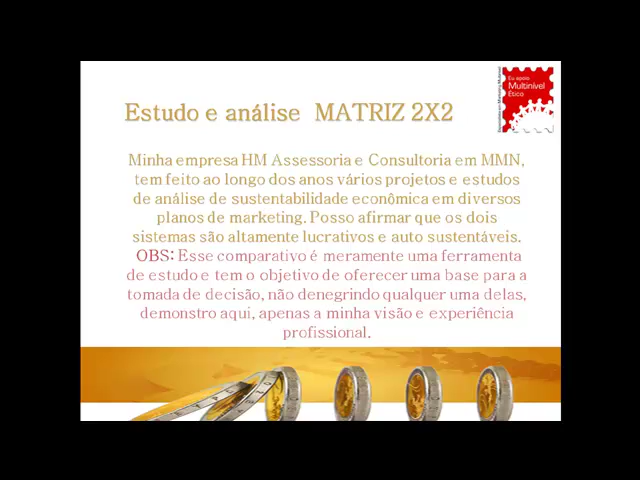 Eu apoio
Multinível
Ético
Estudo e análise MATRIZ 2X2
Minha empresa HM Assessoria e Consultoria em MMN,
tem feito ao longo dos anos vários projetos e estudos
de análise de sustentabilidade econômica em diversos
planos de marketing. Posso afirmar que os dois
sistemas são altamente lucrativos e auto sustentáveis.
OBS: Esse comparativo é meramente uma ferramenta
de estudo e tem o objetivo de oferecer uma base para a
tomada de decisão, não denegrindo qualquer uma delas,
demonstro aqui, apenas a minha visão e experiência
profissional.